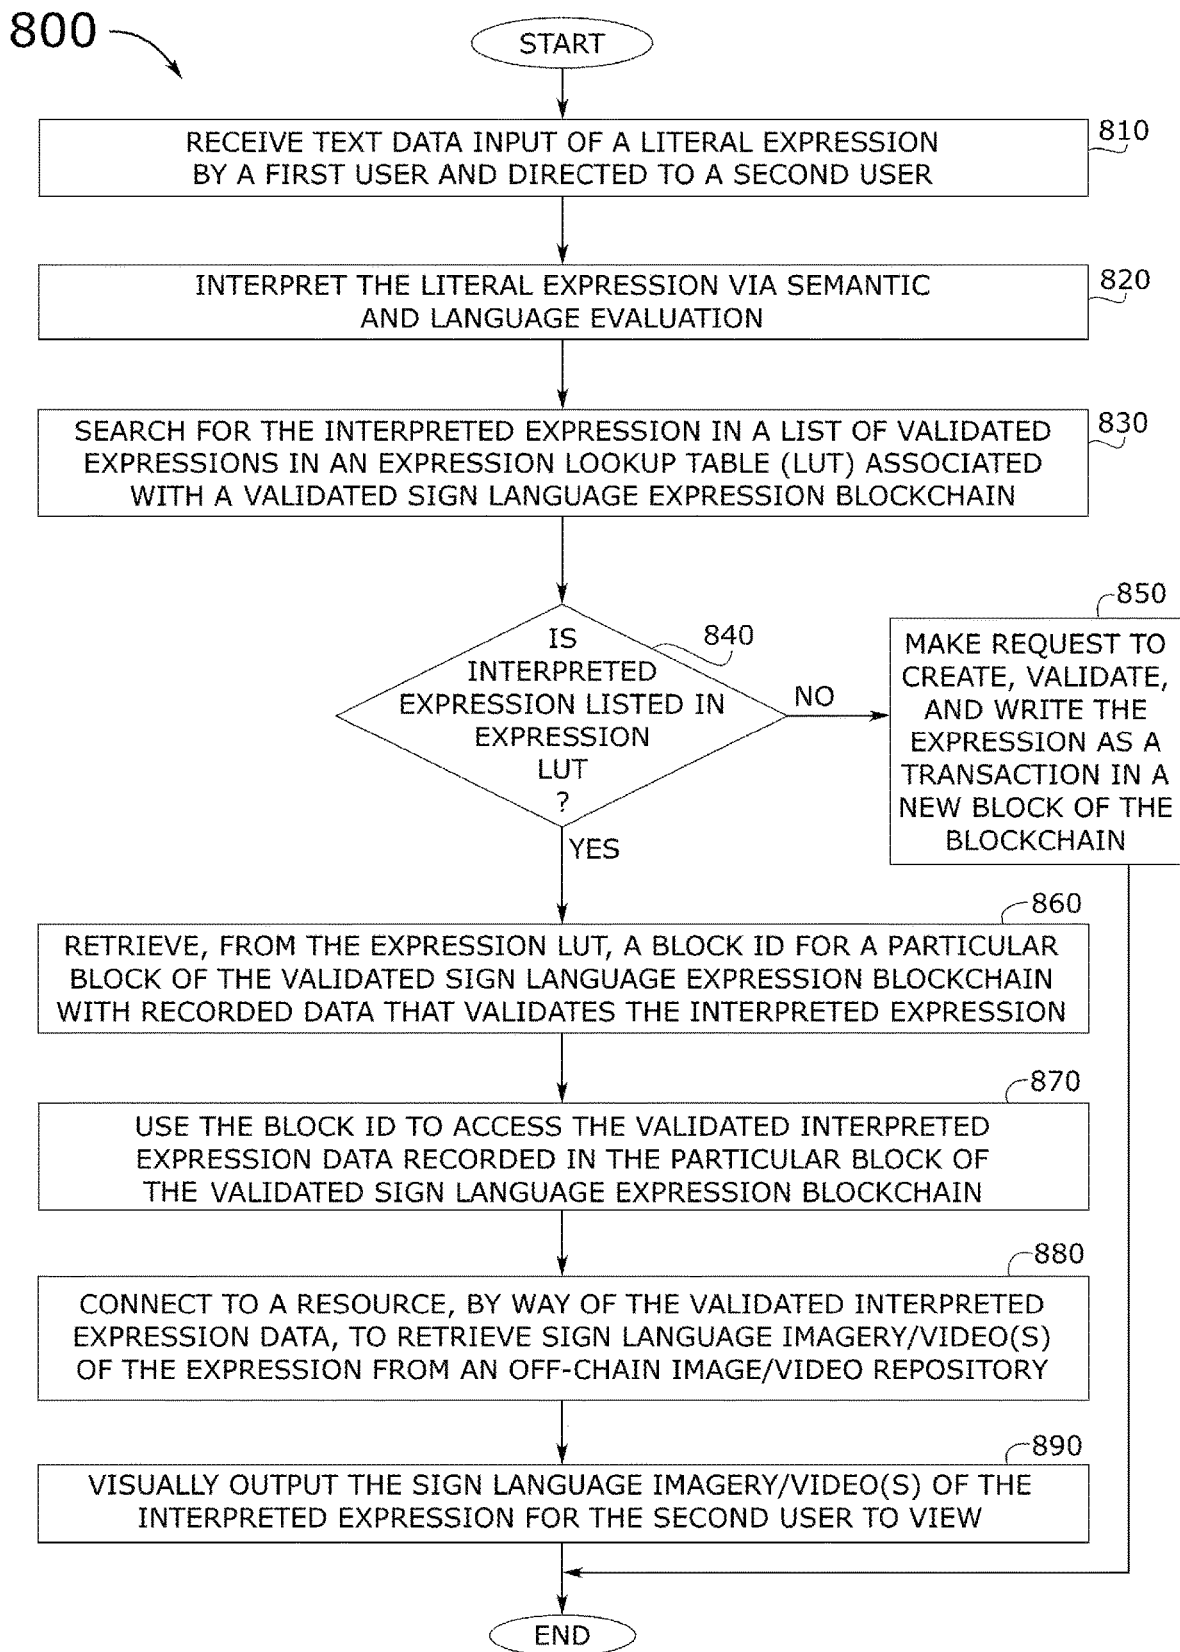 800
START
RECEIVE TEXT DATA INPUT OF A LITERAL EXPRESSION
BY A FIRST USER AND DIRECTED TO A SECOND USER
810
INTERPRET THE LITERAL EXPRESSION VIA SEMANTIC
AND LANGUAGE EVALUATION
820
SEARCH FOR THE INTERPRETED EXPRESSION IN A LIST OF VALIDATED
EXPRESSIONS IN AN EXPRESSION LOOKUP TABLE (LUT) ASSOCIATED
WITH A VALIDATED SIGN LANGUAGE EXPRESSION BLOCKCHAIN
830
IS
INTERPRETED
EXPRESSION LISTED IN
EXPRESSION
LUT
?
840
NO
YES
850
MAKE REQUEST TO
CREATE, VALIDATE,
AND WRITE THE
EXPRESSION AS A
TRANSACTION IN A
NEW BLOCK OF THE
BLOCKCHAIN
860
RETRIEVE, FROM THE EXPRESSION LUT, A BLOCK ID FOR A PARTICULAR
BLOCK OF THE VALIDATED SIGN LANGUAGE EXPRESSION BLOCKCHAIN
WITH RECORDED DATA THAT VALIDATES THE INTERPRETED EXPRESSION
870
USE THE BLOCK ID TO ACCESS THE VALIDATED INTERPRETED
EXPRESSION DATA RECORDED IN THE PARTICULAR BLOCK OF
THE VALIDATED SIGN LANGUAGE EXPRESSION BLOCKCHAIN
880
CONNECT TO A RESOURCE, BY WAY OF THE VALIDATED INTERPRETED
EXPRESSION DATA, TO RETRIEVE SIGN LANGUAGE IMAGERY/VIDEO(S)
OF THE EXPRESSION FROM AN OFF-CHAIN IMAGE/VIDEO REPOSITORY
890
VISUALLY OUTPUT THE SIGN LANGUAGE IMAGERY/VIDEO(S) OF THE
INTERPRETED EXPRESSION FOR THE SECOND USER TO VIEW
END